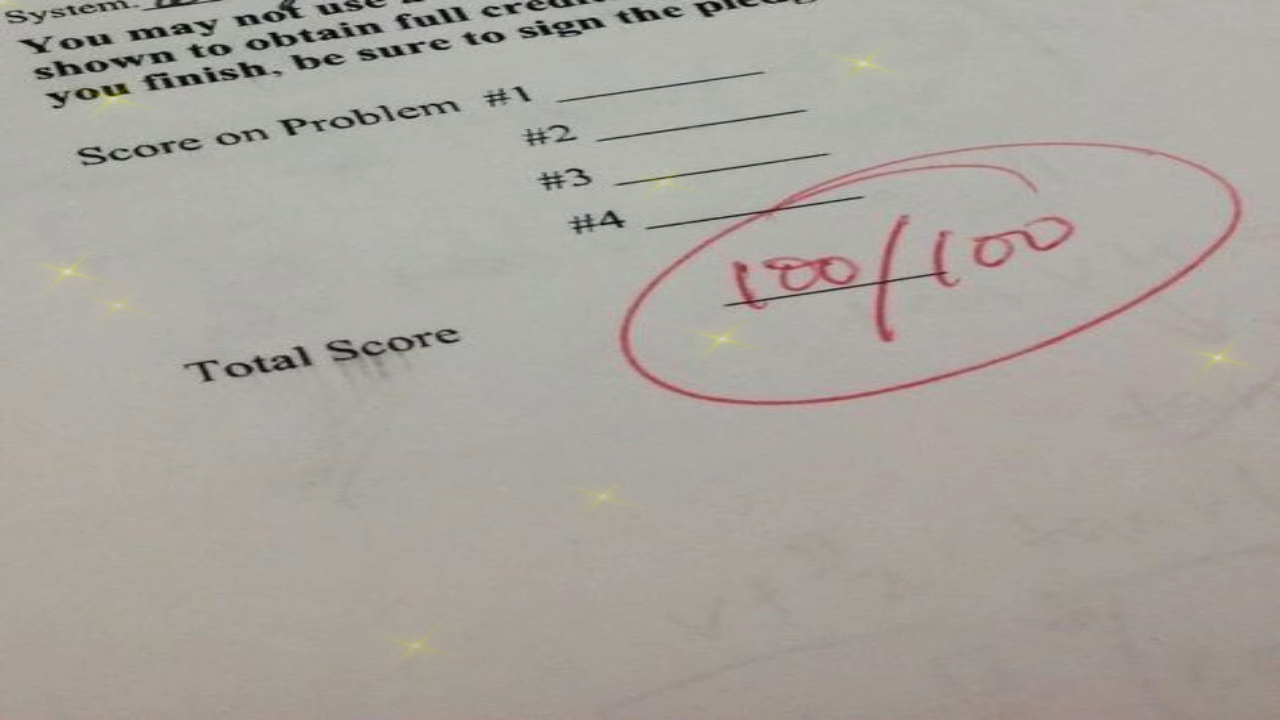 System.
You may not use
shown to obtain full credi
you finish, be sure to sign the pledg
Score on Problem #1
#2
#3
#4
Total Score 100/100